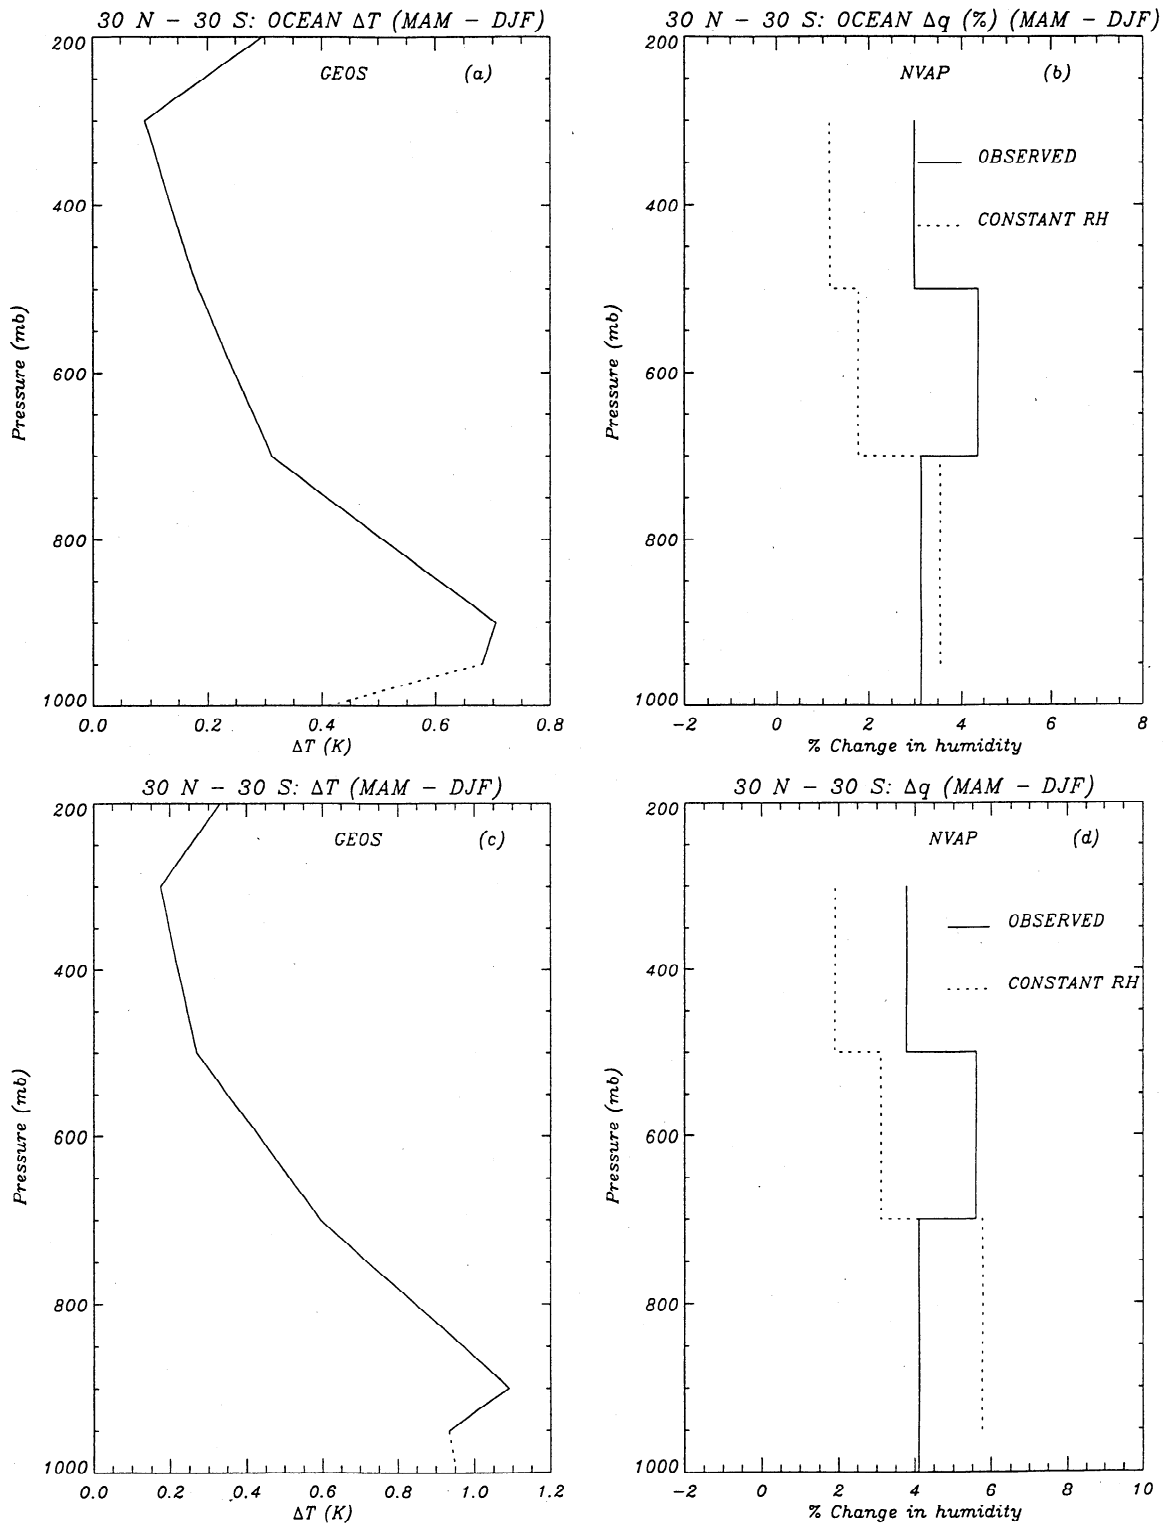 30 N – 30 S: OCEAN ΔT (MAM – DJF)
GEOS (a)
200
400
600
800
1000
Pressure (mb)
0.0 0.2 0.4 0.6 0.8
ΔT (K)
30 N – 30 S: OCEAN Δq (%) (MAM – DJF)
NVAP (b)
OBSERVED
CONSTANT RH
200
400
600
800
1000
Pressure (mb)
−2 0 2 4 6 8
% Change in humidity
30 N – 30 S: ΔT (MAM – DJF)
GEOS (c)
200
400
600
800
1000
Pressure (mb)
0.0 0.2 0.4 0.6 0.8 1.0 1.2
ΔT (K)
30 N – 30 S: Δq (MAM – DJF)
NVAP (d)
OBSERVED
CONSTANT RH
200
400
600
800
1000
Pressure (mb)
−2 0 2 4 6 8 10
% Change in humidity